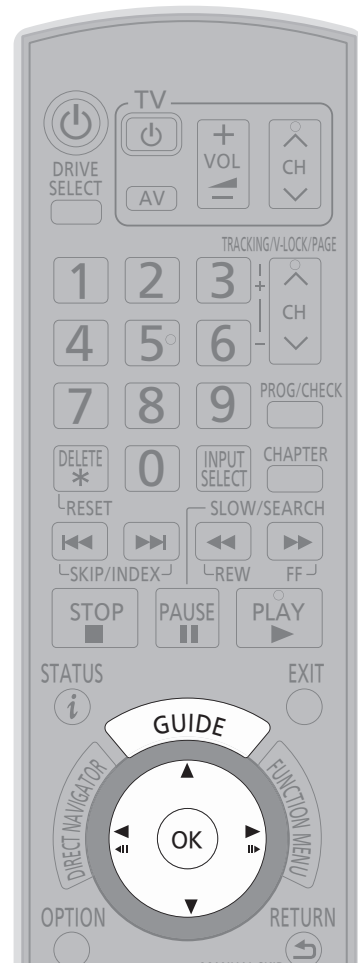 TV
DRIVE
SELECT
AV
+
VOL
−
CH
TRACKING/V-LOCK/PAGE
1 2 3
+
CH
4 5 6
−
7 8 9
PROG/CHECK
DELETE
*
0
INPUT
SELECT
CHAPTER
RESET
SLOW/SEARCH
SKIP/INDEX
REW FF
STOP PAUSE PLAY
STATUS EXIT
i
GUIDE
DIRECT NAVIGATOR
FUNCTION MENU
OK
OPTION RETURN